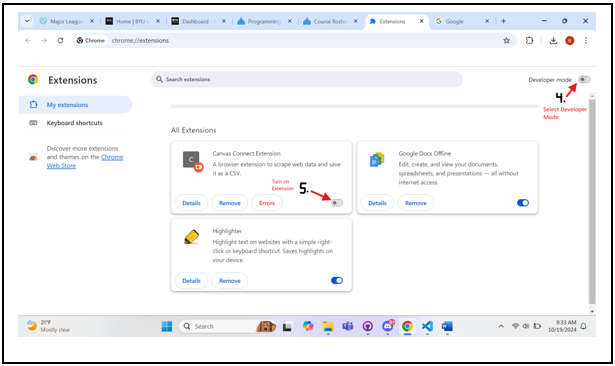 Major League
Home | BYU-I
Dashboard - I
Programming
Course Roster
Extensions
Google
Chrome
chrome://extensions
Extensions
Search extensions
Developer mode
4.
Select Developer
Mode
My extensions
Keyboard shortcuts
Discover more extensions
and themes on the Chrome
Web Store
All Extensions
C
Canvas Connect Extension
A browser extension to scrape web data and save
it as a CSV.
Turn on
Extension
5.
Details
Remove
Errors
Google Docs Offline
Edit, create, and view your documents,
spreadsheets, and presentations — all without
internet access.
Details
Remove
Highlighter
Highlight text on websites with a simple right-
click or keyboard shortcut. Saves highlights on
your device.
Details
Remove
21°F
Mostly clear
Search
9:33 AM
10/19/2024